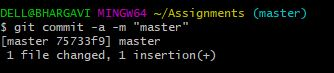 DELL@BHARGAVI MINGW64 ~/Assignments (master)
$ git commit -a -m "master"
[master 75733f9] master
 1 file changed, 1 insertion(+)